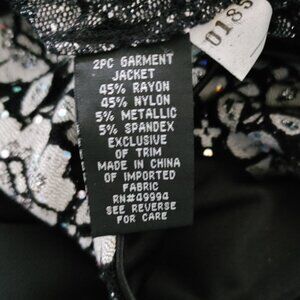 0185
2PC GARMENT
JACKET
45% RAYON
45% NYLON
5% METALLIC
5% SPANDEX
EXCLUSIVE
OF TRIM
MADE IN CHINA
OF IMPORTED
FABRIC
RN#49994
SEE REVERSE
FOR CARE